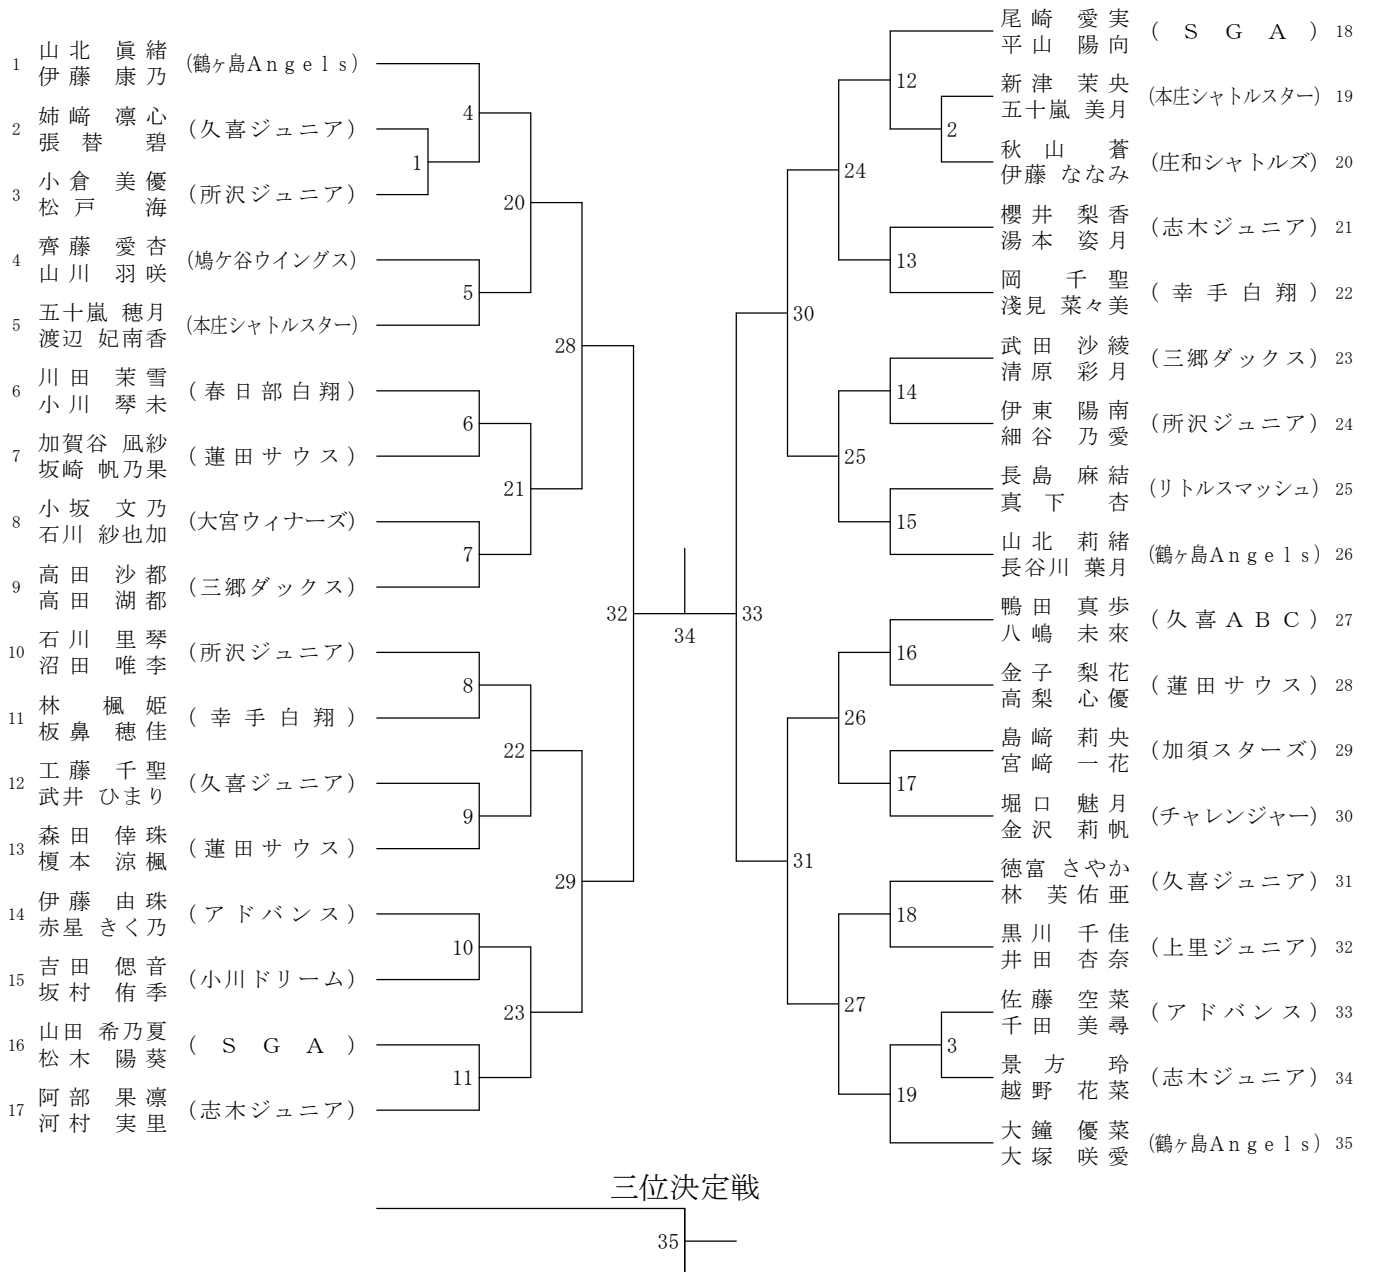 1 山北 眞緒 (鶴ヶ島Angels)
伊藤 康乃
2 姉﨑 凛心 (久喜ジュニア)
張替 碧
3 小倉 美優 (所沢ジュニア)
松戸 海
4 齊藤 愛杏 (鳩ケ谷ウイングス)
山川 羽咲
5 五十嵐 穂月 (本庄シャトルスター)
渡辺 妃南香
6 川田 茉雪 (春日部白翔)
小川 琴未
7 加賀谷 凪紗 (蓮田サウス)
坂崎 帆乃果
8 小坂 文乃 (大宮ウィナーズ)
石川 紗也加
9 高田 沙都 (三郷ダックス)
高田 湖都
10 石川 里琴 (所沢ジュニア)
沼田 唯李
11 林 楓姫 (幸手白翔)
板鼻 穂佳
12 工藤 千聖 (久喜ジュニア)
武井 ひまり
13 森田 倖珠 (蓮田サウス)
榎本 涼楓
14 伊藤 由珠 (アドバンス)
赤星 きく乃
15 吉田 偲音 (小川ドリーム)
坂村 侑季
16 山田 希乃夏 (SGA)
松木 陽葵
17 阿部 果凛 (志木ジュニア)
河村 実里
4
1
20
5
28
6
21
7
32
8
22
9
29
10
23
11
34
33
12
2
24
13
30
14
25
15
16
26
17
31
18
27
3
19
尾崎 愛実 (SGA) 18
平山 陽向
新津 茉央 (本庄シャトルスター) 19
五十嵐 美月
秋山 蒼 (庄和シャトルズ) 20
伊藤 ななみ
櫻井 梨香 (志木ジュニア) 21
湯本 姿月
岡 千聖 (幸手白翔) 22
淺見 菜々美
武田 沙綾 (三郷ダックス) 23
清原 彩月
伊東 陽南 (所沢ジュニア) 24
細谷 乃愛
長島 麻結 (リトルスマッシュ) 25
真下 杏
山北 莉緒 (鶴ヶ島Angels) 26
長谷川 葉月
鴨田 真歩 (久喜ABC) 27
八嶋 未來
金子 梨花 (蓮田サウス) 28
高梨 心優
島﨑 莉央 (加須スターズ) 29
宮﨑 一花
堀口 魅月 (チャレンジャー) 30
金沢 莉帆
徳富 さやか (久喜ジュニア) 31
林 芙佑亜
黒川 千佳 (上里ジュニア) 32
井田 杏奈
佐藤 空菜 (アドバンス) 33
千田 美尋
景方 玲 (志木ジュニア) 34
越野 花菜
大鐘 優菜 (鶴ヶ島Angels) 35
大塚 咲愛
三位決定戦
35